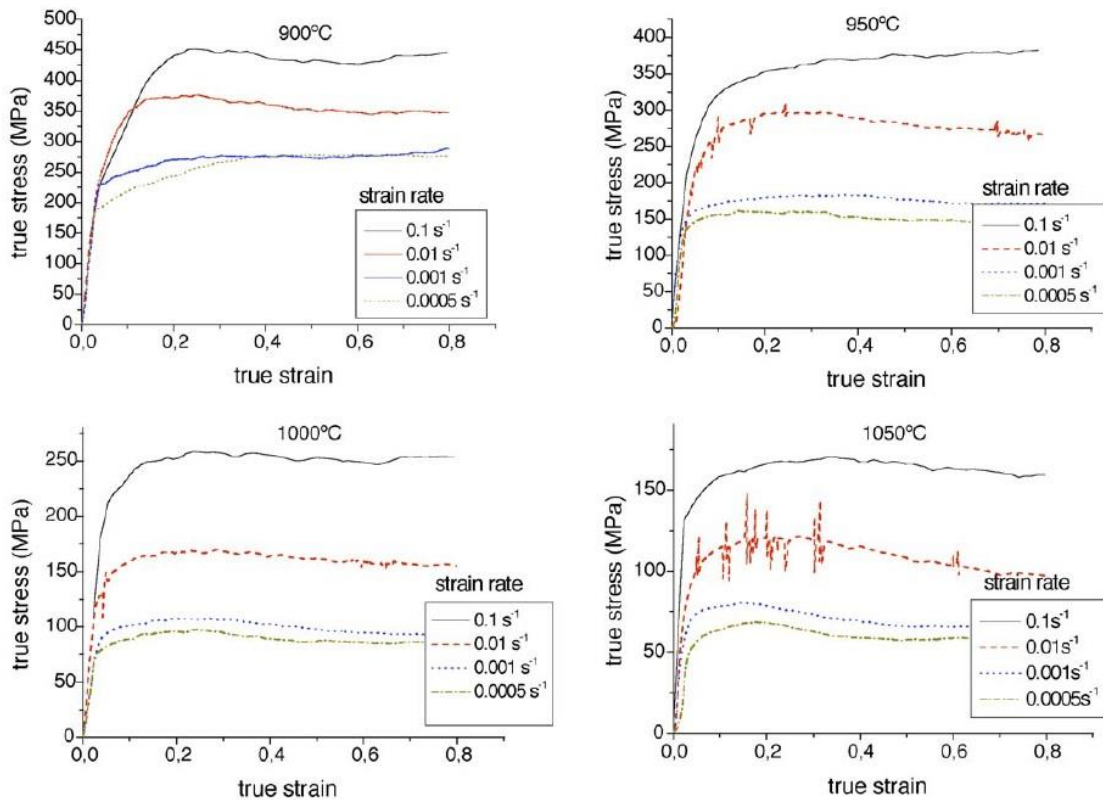 900°C
true stress (MPa)
500
450
400
350
300
250
200
150
100
50
0
strain rate
0.1 s⁻¹
0.01 s⁻¹
0.001 s⁻¹
0.0005 s⁻¹
0,0 0,2 0,4 0,6 0,8
true strain
950°C
true stress (MPa)
400
350
300
250
200
150
100
50
0
strain rate
0.1 s⁻¹
0.01 s⁻¹
0.001 s⁻¹
0.0005 s⁻¹
0,0 0,2 0,4 0,6 0,8
true strain
1000°C
true stress (MPa)
250
200
150
100
50
0
strain rate
0.1 s⁻¹
0.01 s⁻¹
0.001 s⁻¹
0.0005 s⁻¹
0,0 0,2 0,4 0,6 0,8
true strain
1050°C
true stress (MPa)
150
100
50
0
strain rate
0.1s⁻¹
0.01s⁻¹
0.001s⁻¹
0.0005s⁻¹
0,0 0,2 0,4 0,6 0,8
true strain